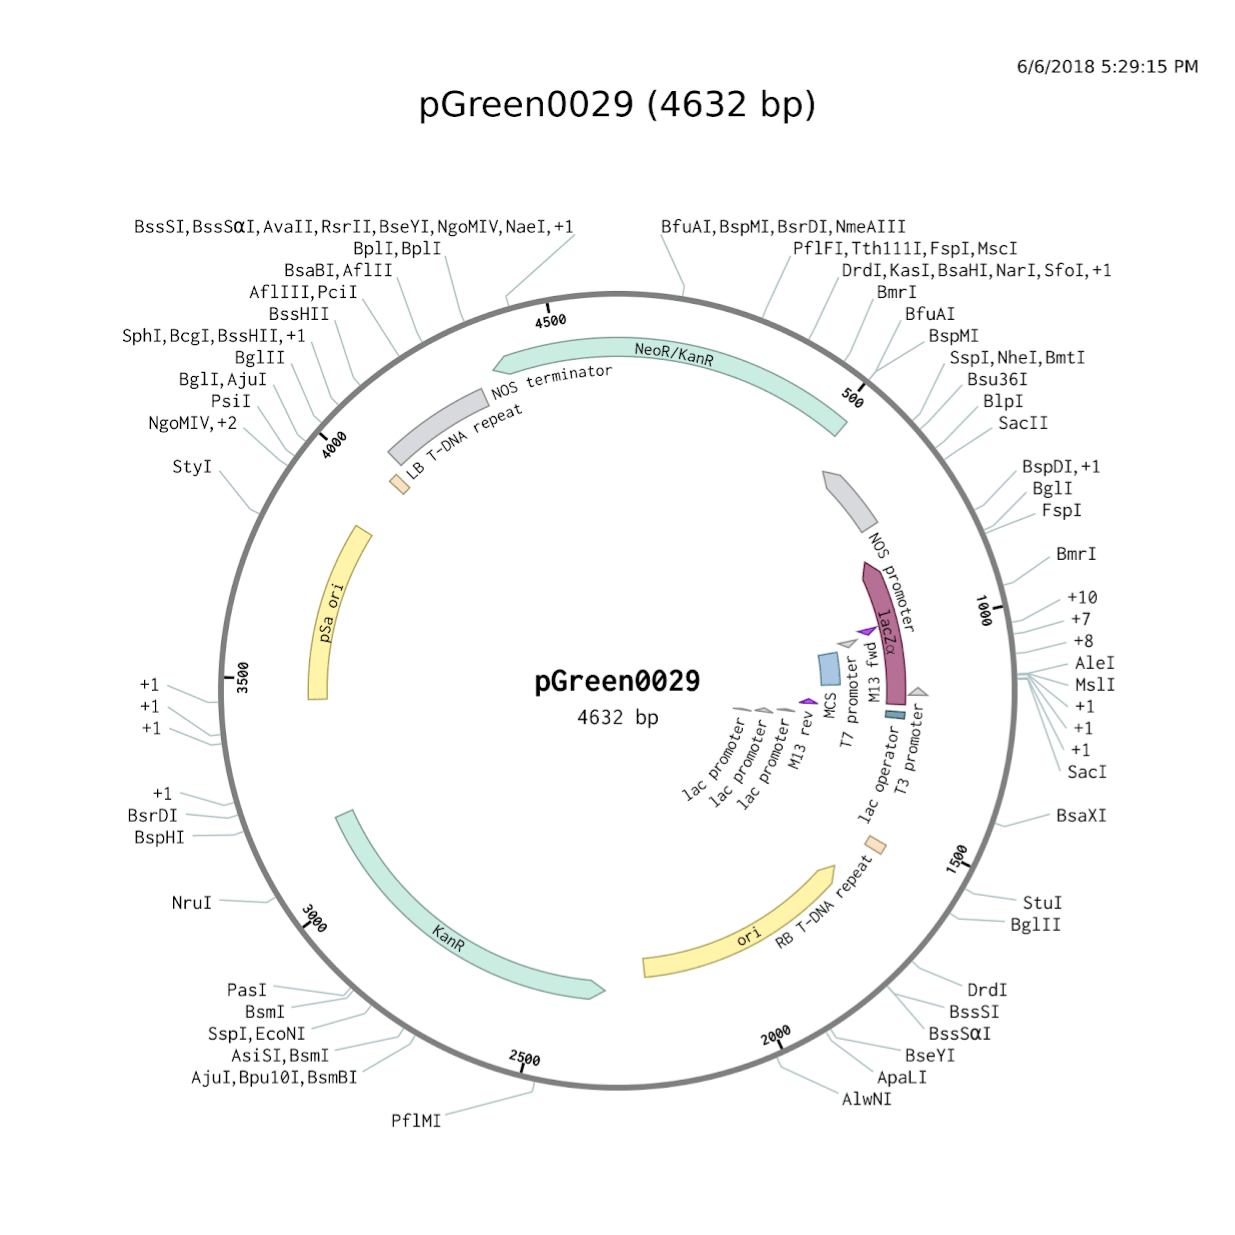 6/6/2018 5:29:15 PM
pGreen0029 (4632 bp)
BssSI,BssSαI,AvaII,RsrII,BseYI,NgoMIV,NaeI,+1
BfuAI,BspMI,BsrDI,NmeAIII
BplI,BplI
PflFI,Tth111I,FspI,MscI
BsaBI,AflII
DrdI,KasI,BsaHI,NarI,SfoI,+1
AflIII,PciI
BmrI
BssHII
BfuAI
SphI,BcgI,BssHII,+1
BspMI
BglII
SspI,NheI,BmtI
BglI,AjuI
Bsu36I
PsiI
BlpI
NgoMIV,+2
SacII
StyI
BspDI,+1
BglI
FspI
BmrI
+10
+7
+8
AleI
MslI
+1
+1
+1
SacI
BsaXI
StuI
BglII
DrdI
BssSI
BssSαI
BseYI
ApaLI
AlwNI
PflMI
AjuI,Bpu10I,BsmBI
AsiSI,BsmI
SspI,EcoNI
BsmI
PasI
NruI
BspHI
BsrDI
+1
+1
+1
+1
4500
500
1000
1500
2000
2500
3000
3500
4000
NeoR/KanR
NOS terminator
LB T-DNA repeat
NOS promoter
lacZα
M13 fwd
T7 promoter
MCS
M13 rev
lac promoter
lac promoter
lac promoter
T3 promoter
lac operator
RB T-DNA repeat
ori
KanR
pSa ori
pGreen0029
4632 bp